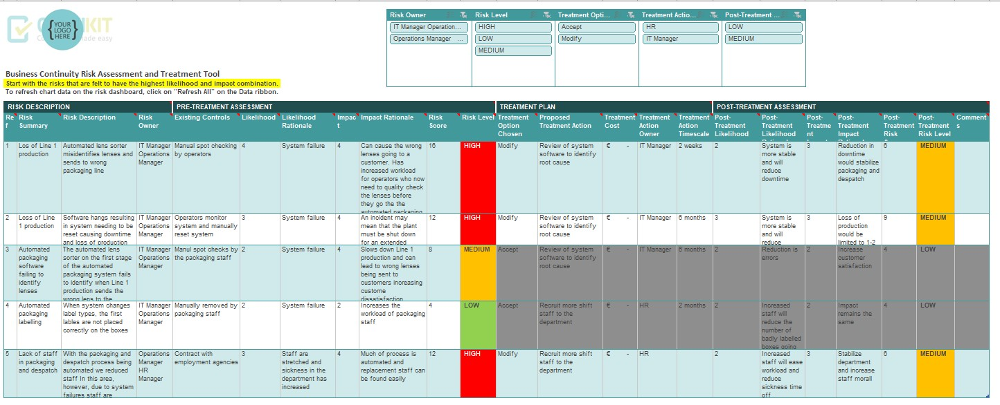 {YOUR LOGO HERE}
KIT
made easy
Risk Owner
IT Manager Operation...
Operations Manager ...
Risk Level
HIGH
LOW
MEDIUM
Treatment Opti...
Accept
Modify
Treatment Actio...
HR
IT Manager
Post-Treatment ...
LOW
MEDIUM
Business Continuity Risk Assessment and Treatment Tool
Start with the risks that are felt to have the highest likelihood and impact combination.
To refresh chart data on the risk dashboard, click on "Refresh All" on the Data ribbon.
RISK DESCRIPTION PRE-TREATMENT ASSESSMENT TREATMENT PLAN POST-TREATMENT ASSESSMENT
Ref
Risk Summary
Risk Description
Risk Owner
Existing Controls
Likelihood
Likelihood Rationale
Impact
Impact Rationale
Risk Score
Risk Level
Treatment Option Chosen
Proposed Treatment Action
Treatment Cost
Treatment Action Owner
Treatment Action Timescale
Post-Treatment Likelihood
Post-Treatment Likelihood
Post-Treatment
Post-Treatment Impact
Post-Treatment Risk
Post-Treatment Risk Level
Comments
1
Los of Line 1 production
Automated lens sorter misidentifies lenses and sends to wrong packaging line
IT Manager Operations Manager
Manual spot checking by operators
4
System failure
4
Can cause the wrong lenses going to a customer. Has increased workload for operators who now need to quality check the lenses before they go the the automated packaging
16
HIGH
Modify
Review of system software to identify root cause
€ -
IT Manager
2 weeks
2
System is more stable and will reduce downtime
3
Reduction in downtime would stabilize packaging and despatch
6
MEDIUM
2
Loss of Line 1 production
Software hangs resulting in system needing to be reset causing downtime and loss of production
IT Manager Operations Manager
Operators monitor system and manually reset system
3
System failure
4
An incident may mean that the plant must be shut down for an extended
12
HIGH
Modify
Review of system software to identify root cause
€ -
IT Manager
6 months
3
System is more stable and will reduce
3
Loss of production would be limited to 1-2
9
MEDIUM
3
Automated packaging software failing to identify lenses
The automated lens sorter on the first stage of the automated packaging system fails to identify when Line 1 production sends the wrong lens to the
IT Manager Operations Manager
Manul spot checks by the packaging staff
2
System failure
4
Slows down Line 1 production and can lead to wrong lenses being sent to customers increasing custome dissatisfaction
8
MEDIUM
Accept
Review of system software to identify root cause
€ -
IT Manager
6 months
2
Reduction is errors
2
Increase customer satisfaction
4
LOW
4
Automated packaging labelling
When system changes label types, the first lables are not placed correctly on the boxes
IT Manager Operations Manager
Manually removed by packaging staff
2
System failure
2
Increases the workload of packaging staff
4
LOW
Accept
Recruit more shift staff to the department
€ -
HR
2 months
2
Increased staff will reduce the number of badly labelled boxes going
2
Impact remains the same
4
LOW
5
Lack of staff in packaging and despatch
With the packaging and despatch process being automated we reduced staff In this area, however, due to system failures staff are
Operations Manager HR Manager
Contract with employment agencies
3
Staff are stretched and sickness in the department has increased
4
Much of process is automated and replacement staff can be found easily
12
HIGH
Modify
Recruit more shift staff to the department
€ -
HR
2
Increased staff will ease workload and reduce sickness time off
3
Stabilize department and increase staff morall
6
MEDIUM